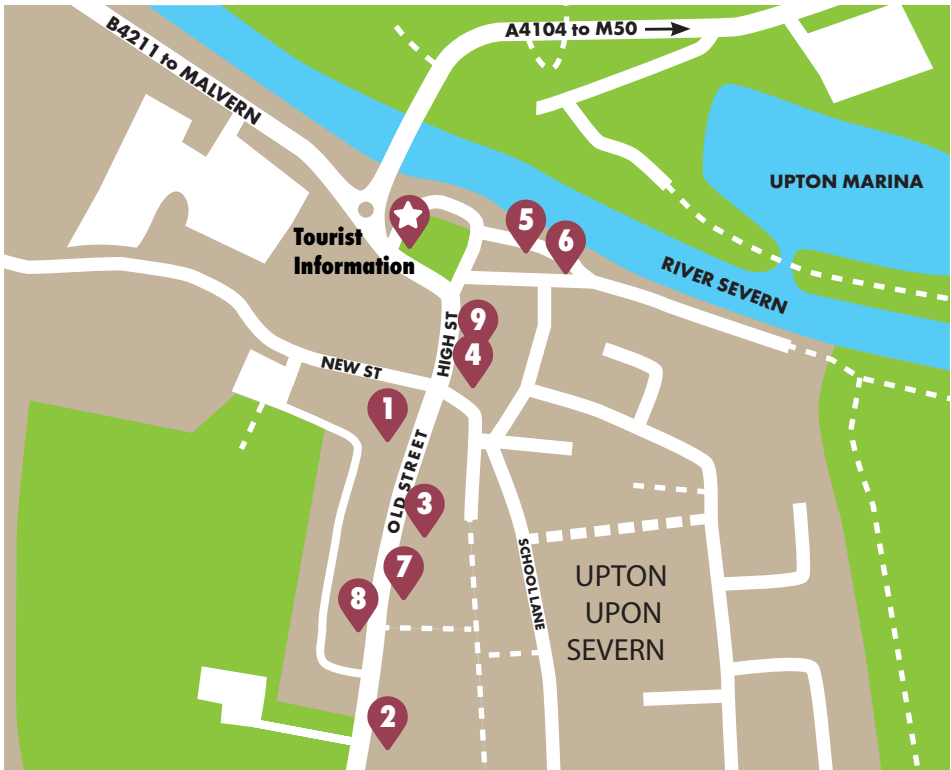 A4104 to M50
B4211 to MALVERN
UPTON MARINA
5
Tourist
Information
6
RIVER SEVERN
9
HIGH ST
4
NEW ST
1
OLD STREET
3
SCHOOL LANE
7
UPTON
UPON
SEVERN
8
2